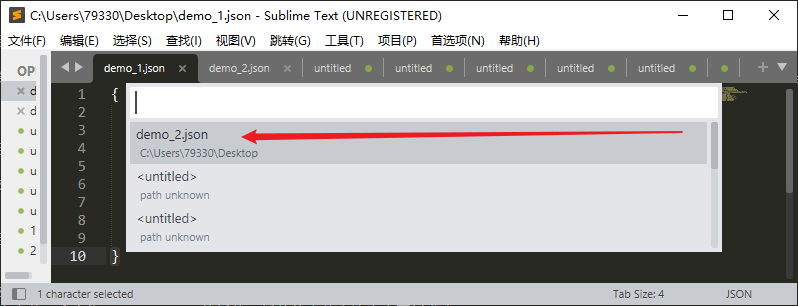 C:\Users\79330\Desktop\demo_1.json - Sublime Text (UNREGISTERED)
文件(F) 编辑(E) 选择(S) 查找(I) 视图(V) 跳转(G) 工具(T) 项目(P) 首选项(N) 帮助(H)
OP
demo_1.json
demo_2.json
untitled
untitled
untitled
untitled
untitled
d
d
u
u
u
u
u
1
2
1 {
2
3
4
5
6
7
8
9
10 }
demo_2.json
C:\Users\79330\Desktop
<untitled>
path unknown
<untitled>
path unknown
1 character selected
Tab Size: 4
JSON